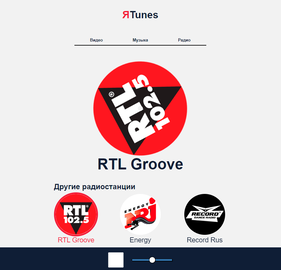 ЯTunes
Видео Музыка Радио
RTL 102.5
RTL Groove
Другие радиостанции
RTL 102.5
NRJ
RECORD
RTL Groove Energy Record Rus